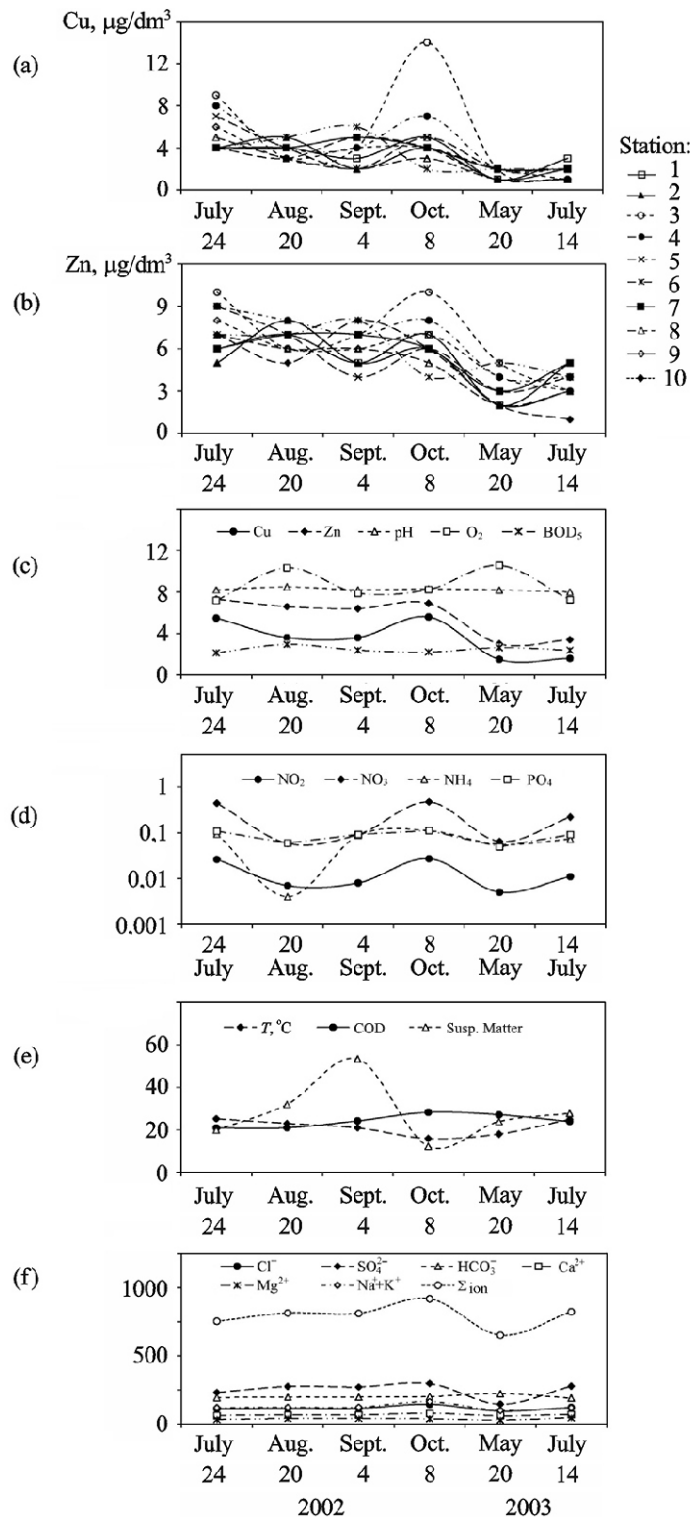 Cu, μg/dm³
(a)
12
8
4
0
July Aug. Sept. Oct. May July
24 20 4 8 20 14
Station:
1
2
3
4
5
6
7
8
9
10
Zn, μg/dm³
(b)
9
6
3
0
July Aug. Sept. Oct. May July
24 20 4 8 20 14
(c)
Cu Zn pH O₂ BOD₅
12
8
4
0
July Aug. Sept. Oct. May July
24 20 4 8 20 14
(d)
NO₂ NO₃ NH₄ PO₄
1
0.1
0.01
0.001
24 20 4 8 20 14
July Aug. Sept. Oct. May July
(e)
T, °C COD Susp. Matter
60
40
20
0
July Aug. Sept. Oct. May July
24 20 4 8 20 14
(f)
Cl⁻ SO₄²⁻ HCO₃⁻ Ca²⁺
Mg²⁺ Na⁺+K⁺ Σion
1000
500
0
July Aug. Sept. Oct. May July
24 20 4 8 20 14
2002 2003